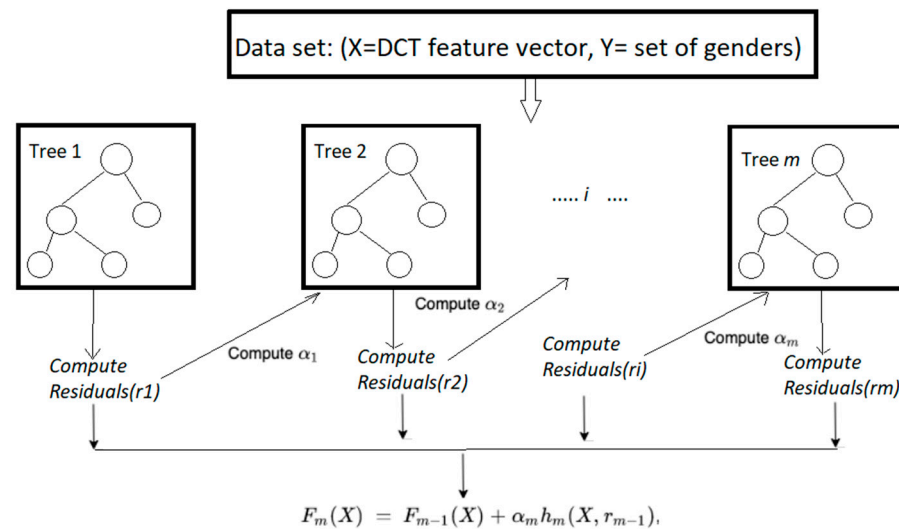 Data set: (X=DCT feature vector, Y= set of genders)
Tree 1
Tree 2
Tree m
..... i ....
Compute α₂
Compute α₁
Compute αₘ
Compute
Residuals(r1)
Compute
Residuals(r2)
Compute
Residuals(ri)
Compute
Residuals(rm)
Fₘ(X) = Fₘ₋₁(X) + αₘhₘ(X, rₘ₋₁),